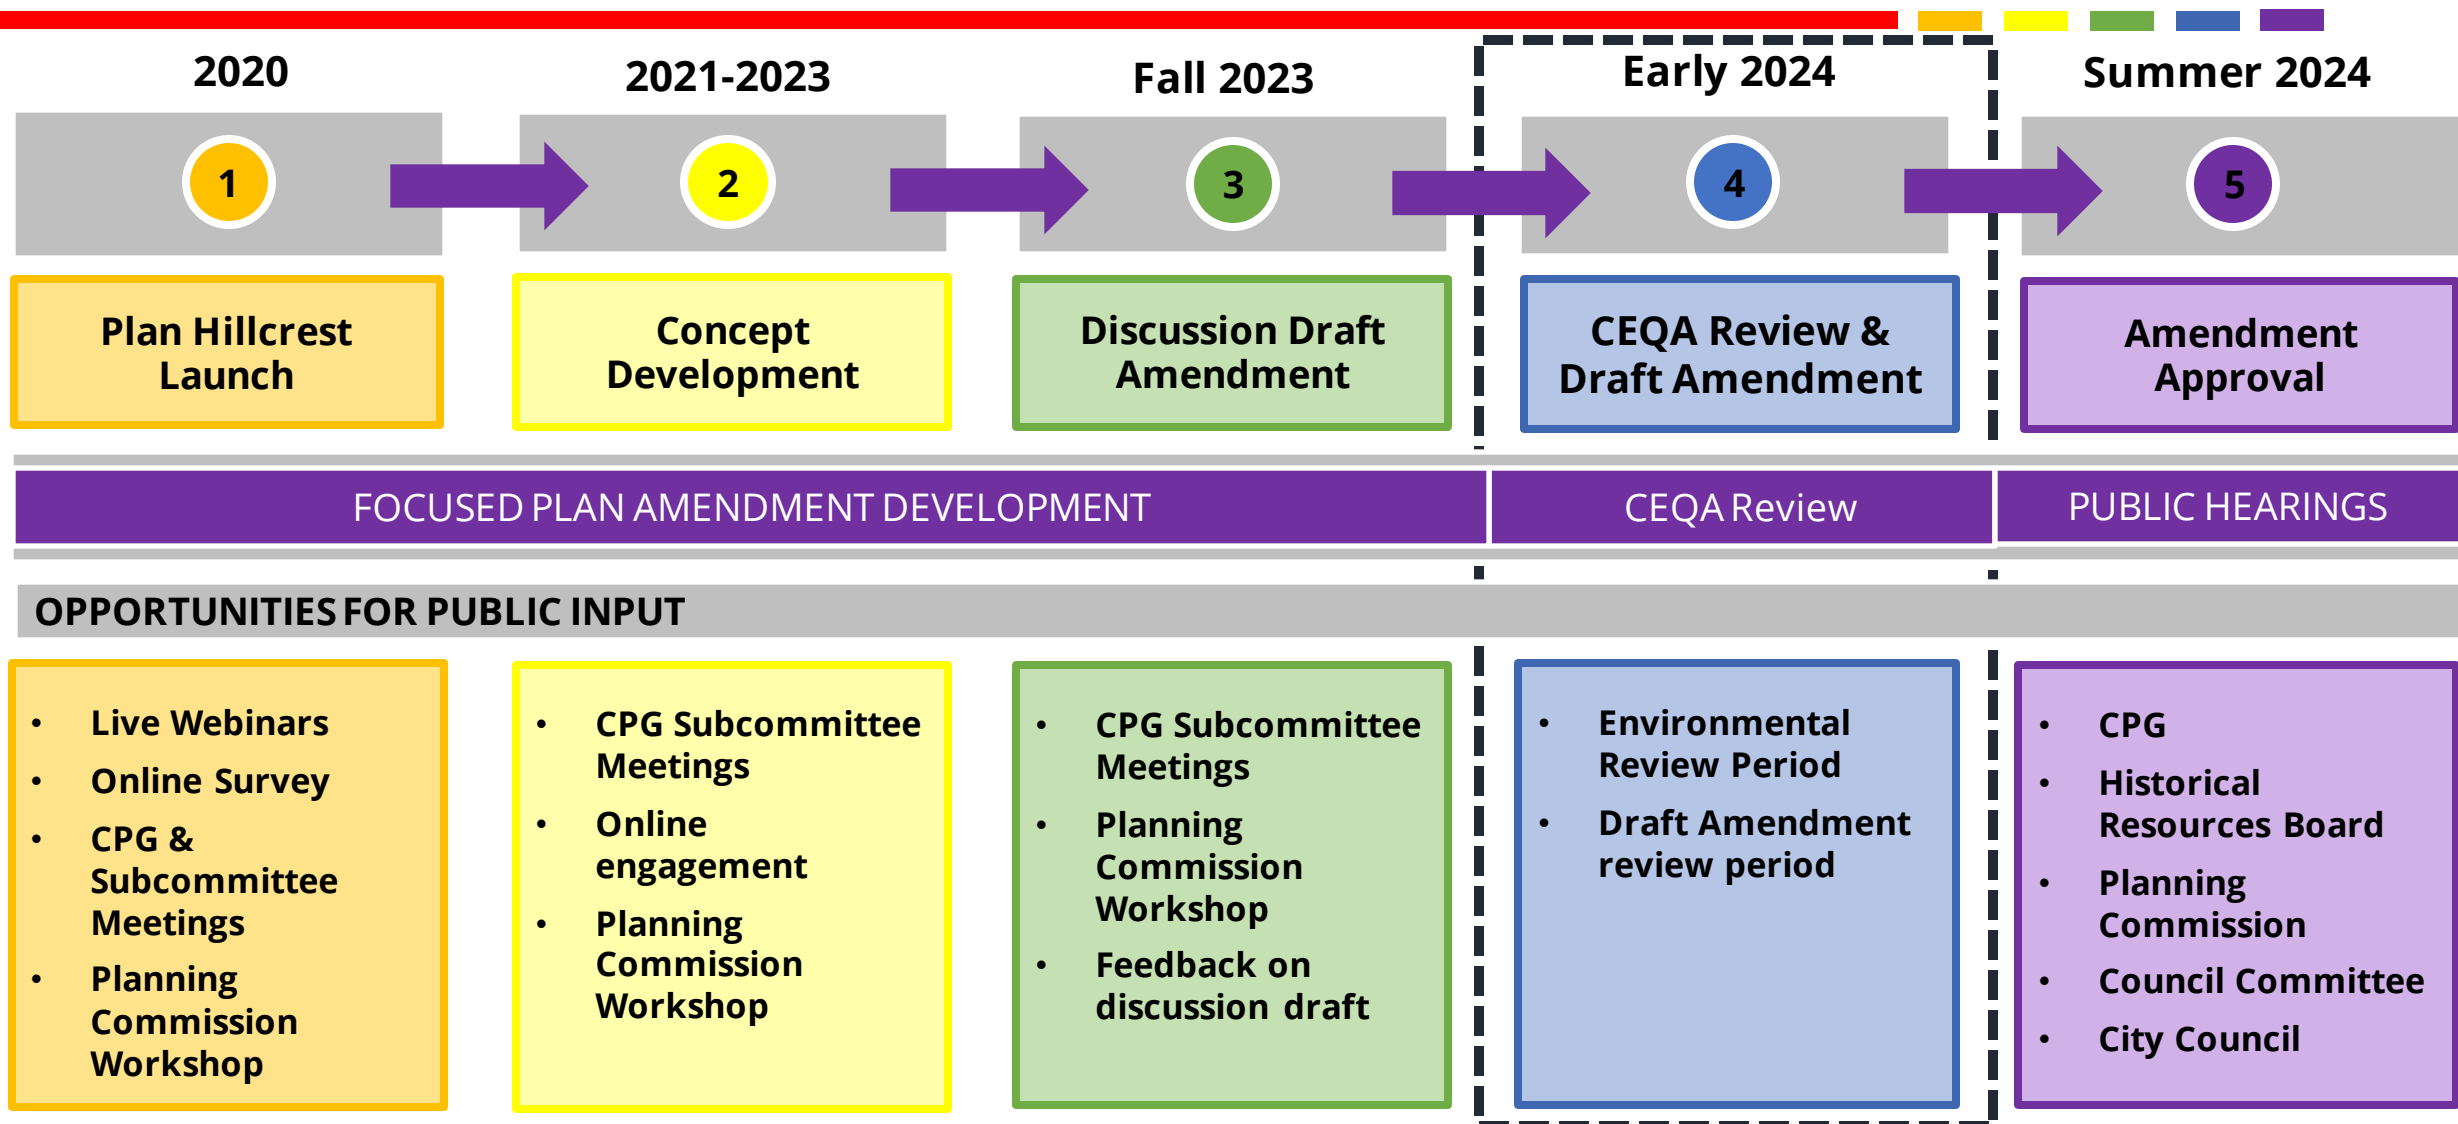 2020
2021-2023
Fall 2023
Early 2024
Summer 2024
1
2
3
4
5
Plan Hillcrest
Launch
Concept
Development
Discussion Draft
Amendment
CEQA Review &
Draft Amendment
Amendment
Approval
FOCUSED PLAN AMENDMENT DEVELOPMENT
CEQA Review
PUBLIC HEARINGS
OPPORTUNITIES FOR PUBLIC INPUT
• Live Webinars
• Online Survey
• CPG &
Subcommittee
Meetings
• Planning
Commission
Workshop
• CPG Subcommittee
Meetings
• Online
engagement
• Planning
Commission
Workshop
• CPG Subcommittee
Meetings
• Planning
Commission
Workshop
• Feedback on
discussion draft
• Environmental
Review Period
• Draft Amendment
review period
• CPG
• Historical
Resources Board
• Planning
Commission
• Council Committee
• City Council